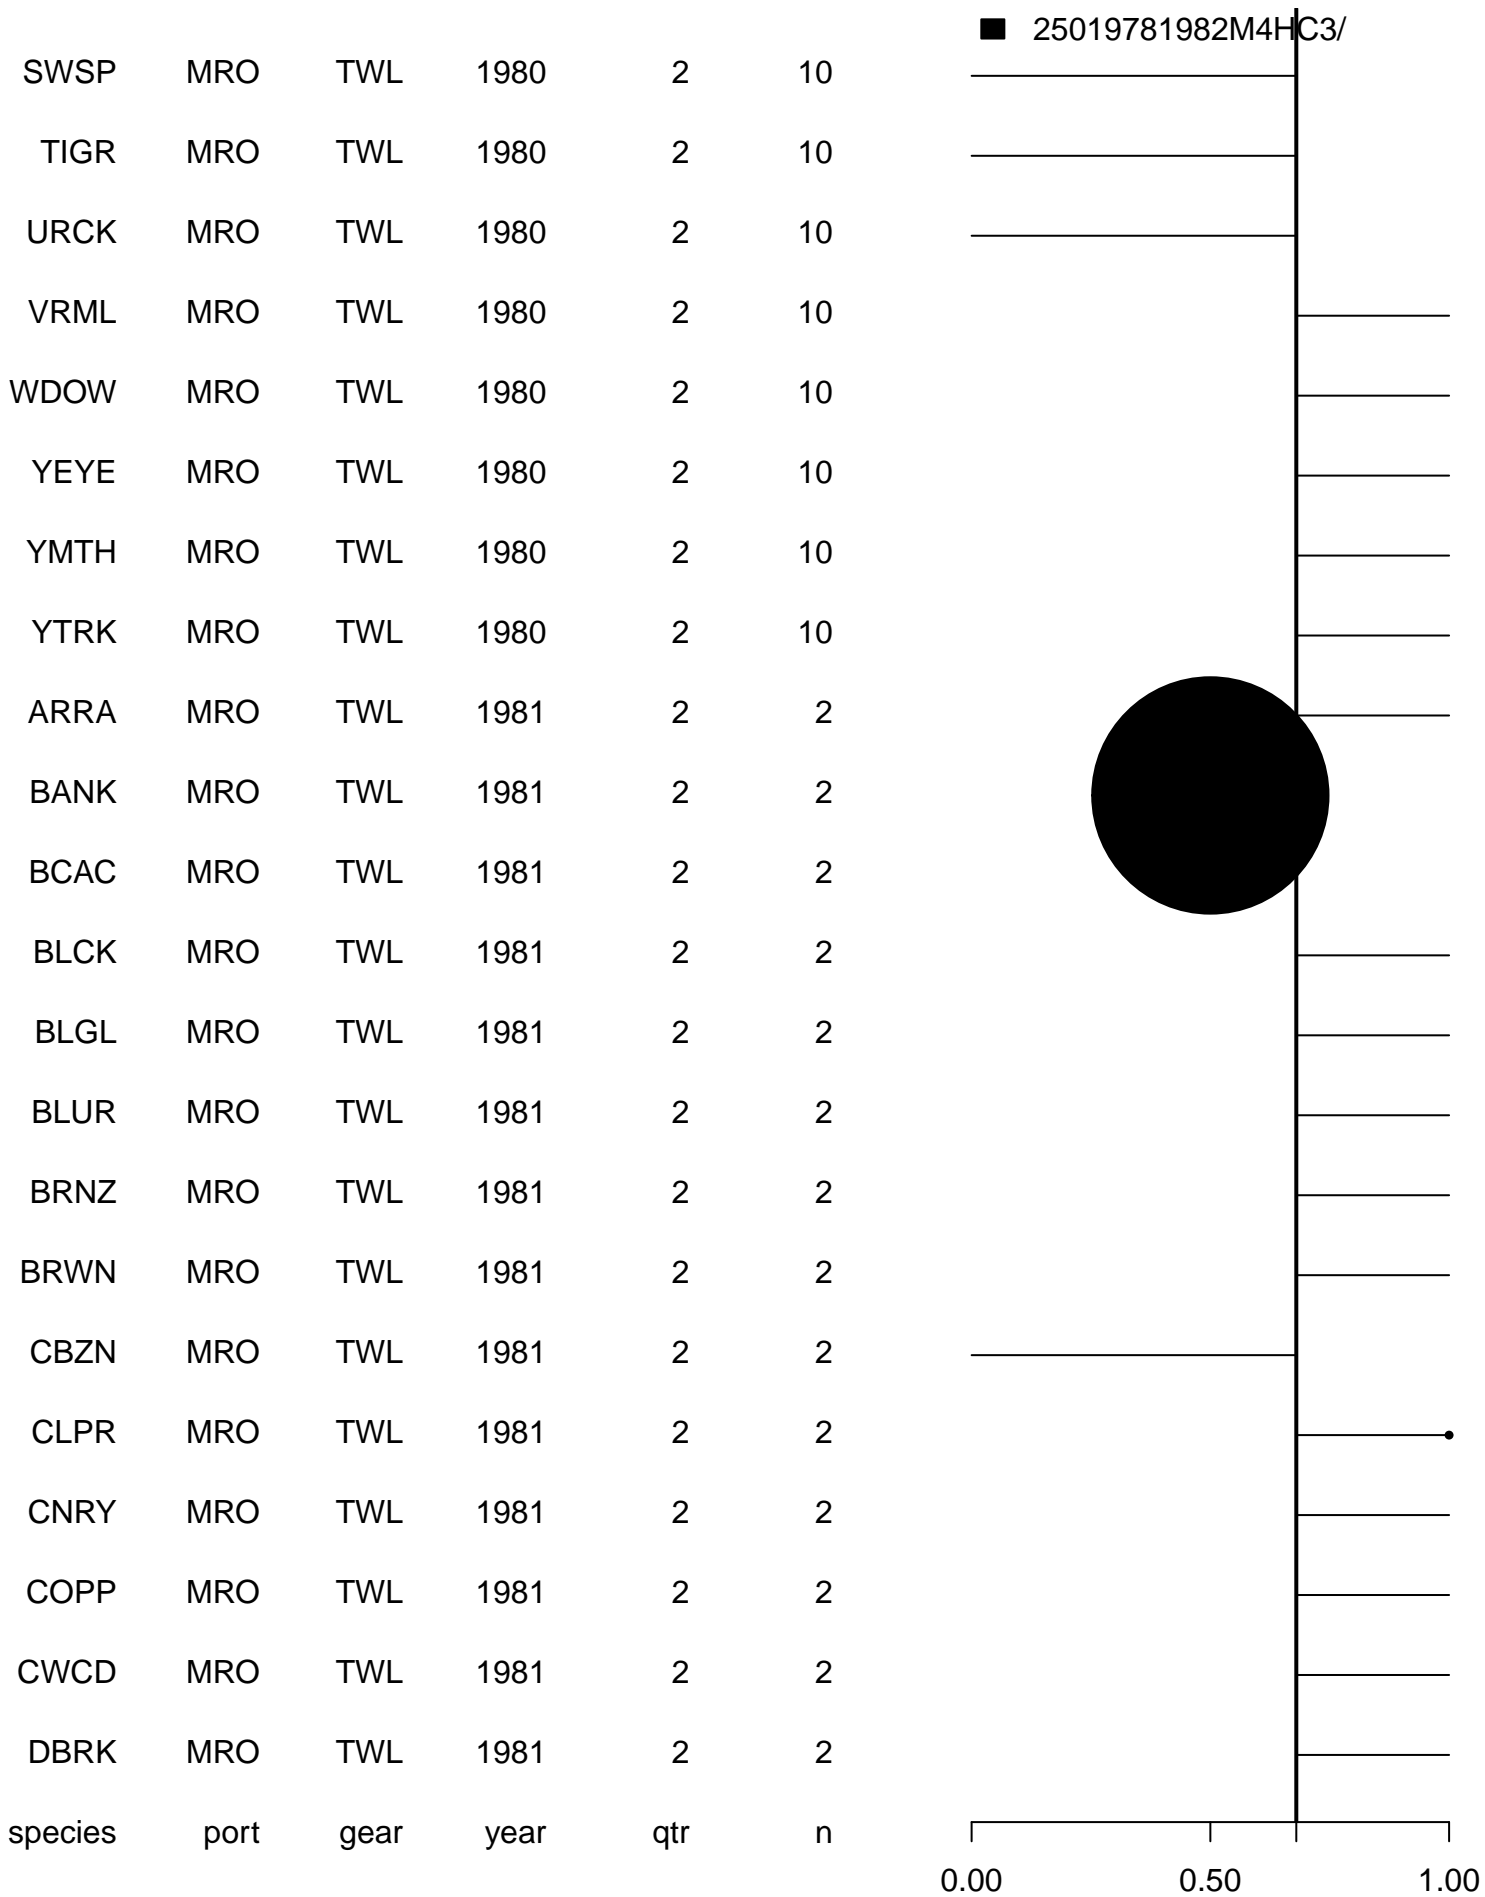 25019781982M4HC3/
SWSP MRO TWL 1980 2 10
TIGR MRO TWL 1980 2 10
URCK MRO TWL 1980 2 10
VRML MRO TWL 1980 2 10
WDOW MRO TWL 1980 2 10
YEYE MRO TWL 1980 2 10
YMTH MRO TWL 1980 2 10
YTRK MRO TWL 1980 2 10
ARRA MRO TWL 1981 2 2
BANK MRO TWL 1981 2 2
BCAC MRO TWL 1981 2 2
BLCK MRO TWL 1981 2 2
BLGL MRO TWL 1981 2 2
BLUR MRO TWL 1981 2 2
BRNZ MRO TWL 1981 2 2
BRWN MRO TWL 1981 2 2
CBZN MRO TWL 1981 2 2
CLPR MRO TWL 1981 2 2
CNRY MRO TWL 1981 2 2
COPP MRO TWL 1981 2 2
CWCD MRO TWL 1981 2 2
DBRK MRO TWL 1981 2 2
species port gear year qtr n
0.00 0.50 1.00